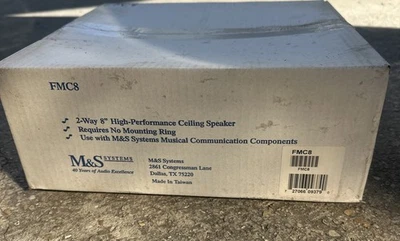 FMC8
2-Way 8" High-Performance Ceiling Speaker
Requires No Mounting Ring
Use with M&S Systems Musical Communication Components
M&S SYSTEMS
40 Years of Audio Excellence
M&S Systems
2861 Congressman Lane
Dallas, TX 75220
Made In Taiwan
FMC8
FMC8